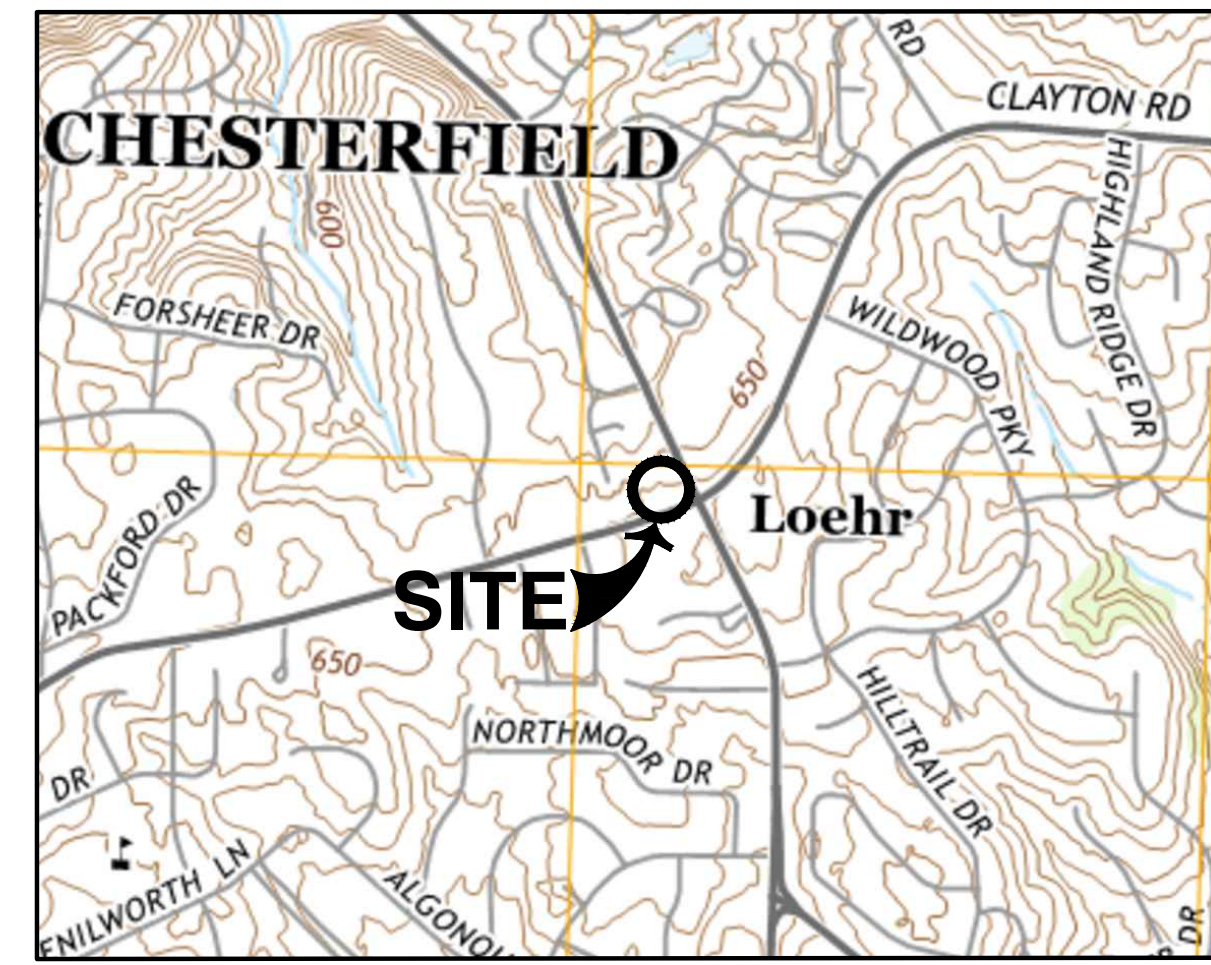 RD
CLAYTON RD
CHESTERFIELD
HIGHLAND RIDGE DR
600
FORSHEER DR
WILDWOOD PKY
650
PACKFORD DR
Loehr
SITE
650
HILLTRAIL DR
NORTHMOOR DR
DR
ENILWORTH LN
ALGONQU
DR